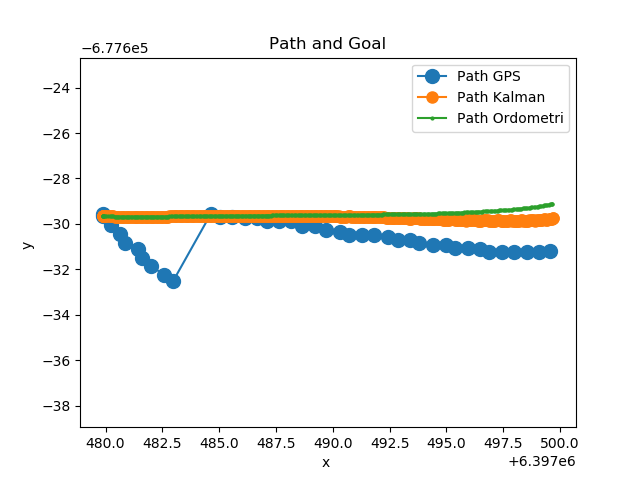 Path and Goal
−6.776e5
Path GPS
Path Kalman
Path Ordometri
−24
−26
−28
−30
−32
−34
−36
−38
y
480.0 482.5 485.0 487.5 490.0 492.5 495.0 497.5 500.0
x
+6.397e6